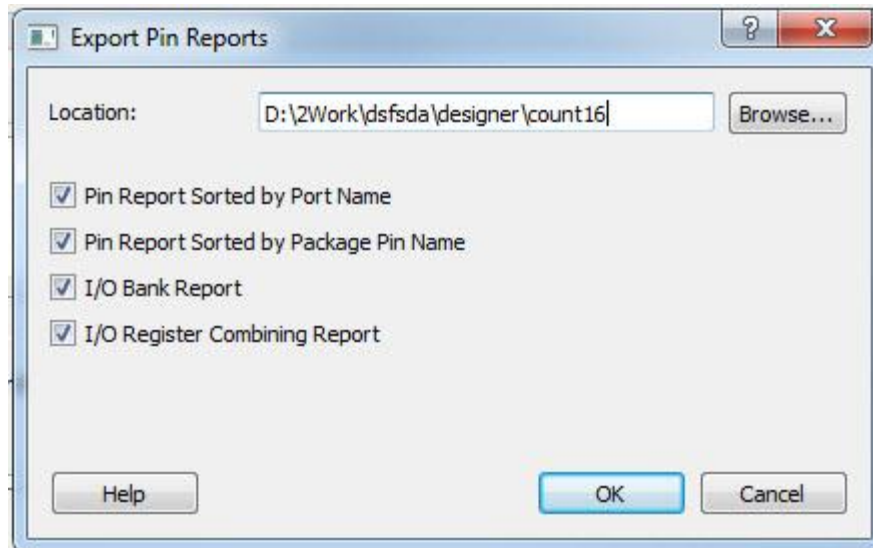 Export Pin Reports
Location: D:\2Work\dsfsda\designer\count16 Browse...
Pin Report Sorted by Port Name
Pin Report Sorted by Package Pin Name
I/O Bank Report
I/O Register Combining Report
Help OK Cancel